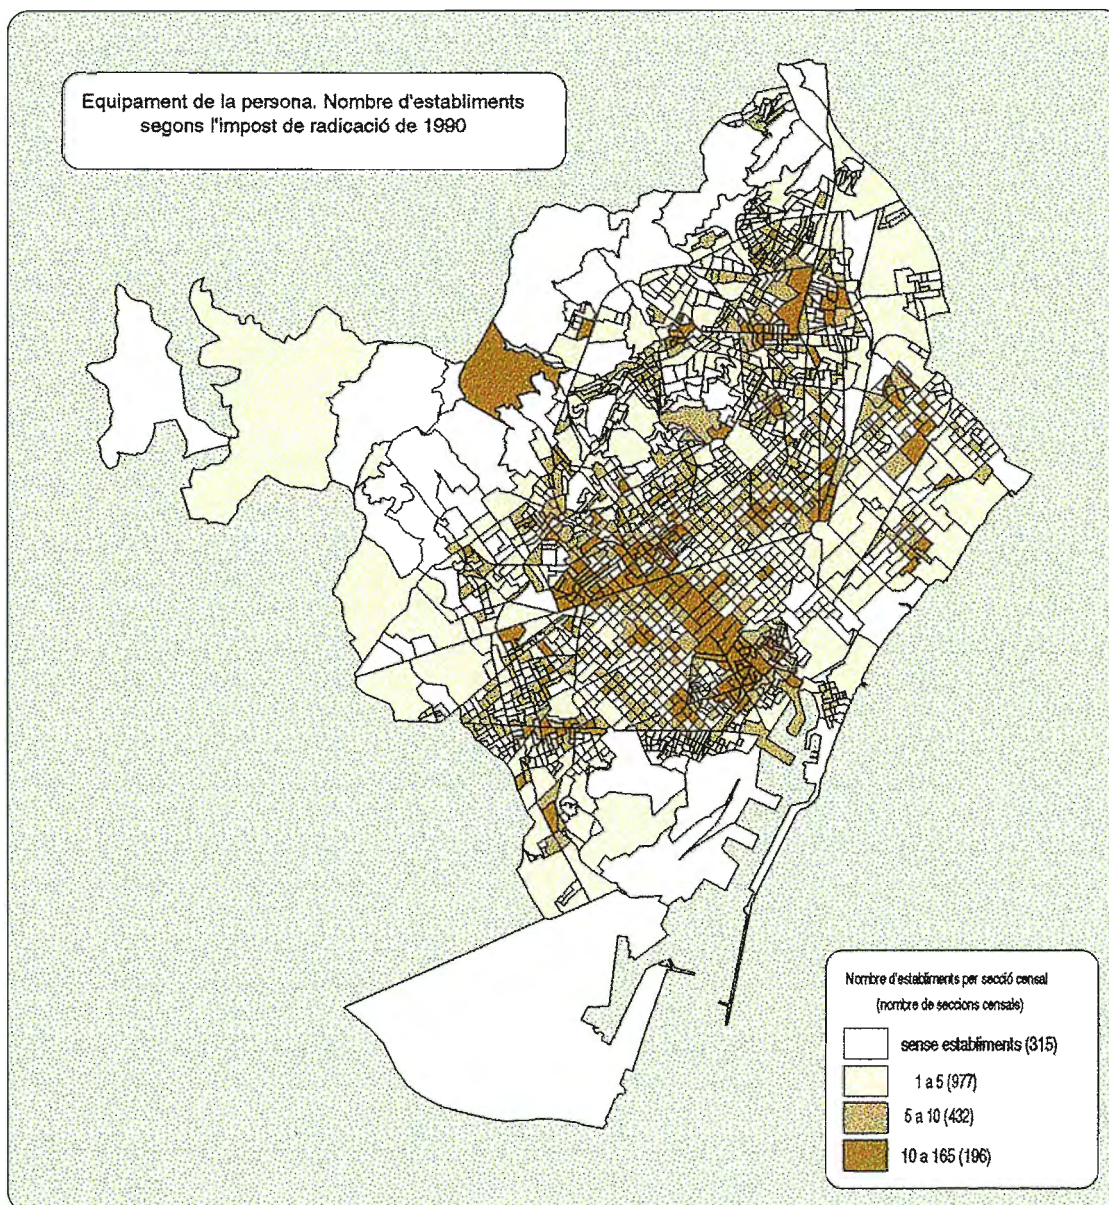 Equipament de la persona. Nombre d'establiments
segons l'impost de radicació de 1990
Nombre d'establiments per secció censal
(nombre de seccions censals)
sense establiments (315)
1 a 5 (977)
5 a 10 (432)
10 a 165 (196)